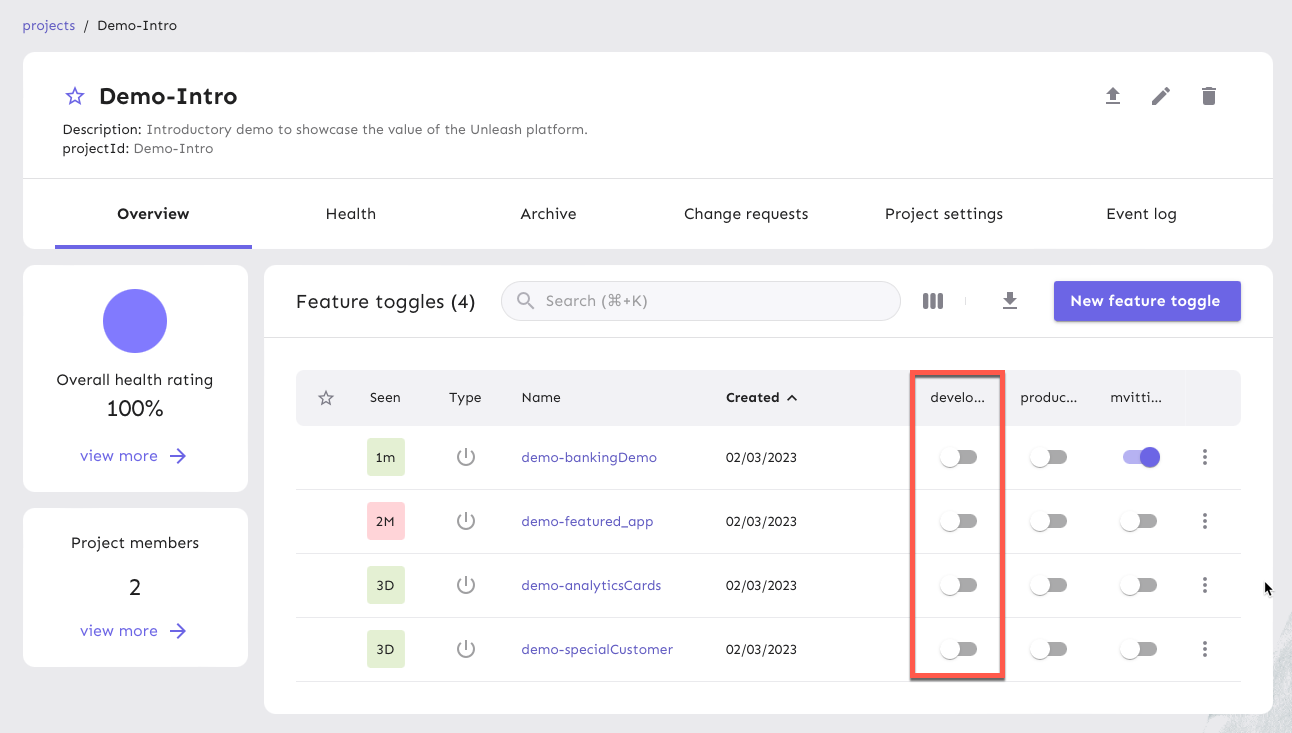 projects / Demo-Intro
Demo-Intro
Description: Introductory demo to showcase the value of the Unleash platform.
projectId: Demo-Intro
Overview Health Archive Change requests Project settings Event log
Overall health rating
100%
view more
Project members
2
view more
Feature toggles (4) Search (⌘+K) New feature toggle
Seen Type Name Created develo... produc... mvitti...
1m demo-bankingDemo 02/03/2023
2M demo-featured_app 02/03/2023
3D demo-analyticsCards 02/03/2023
3D demo-specialCustomer 02/03/2023